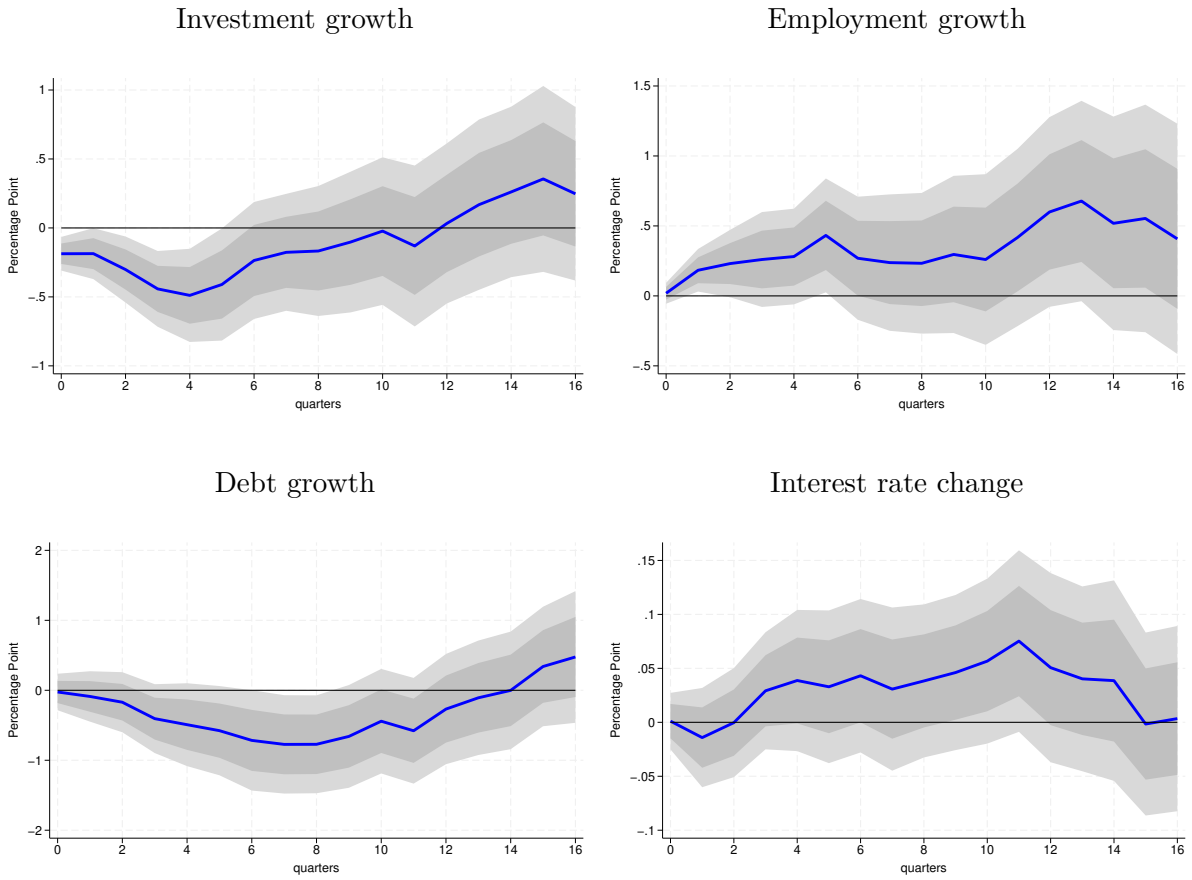 Investment growth
Employment growth
Percentage Point
1
.5
0
−.5
−1
0 2 4 6 8 10 12 14 16
quarters
Percentage Point
1.5
1
.5
0
−.5
0 2 4 6 8 10 12 14 16
quarters
Debt growth
Interest rate change
Percentage Point
2
1
0
−1
−2
0 2 4 6 8 10 12 14 16
quarters
Percentage Point
.15
.1
.05
0
−.05
−.1
0 2 4 6 8 10 12 14 16
quarters